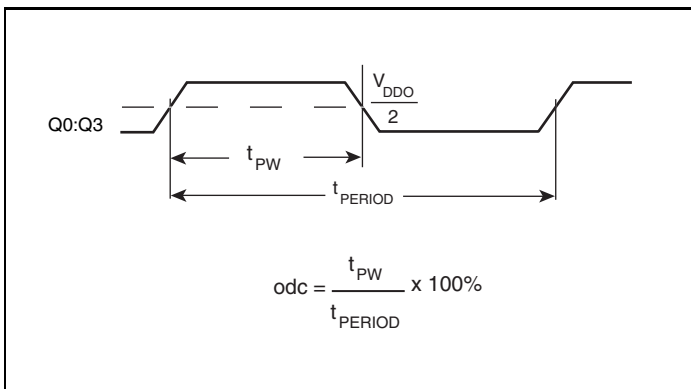 V_DDO
2
Q0:Q3
t_PW
t_PERIOD
odc = t_PW / t_PERIOD x 100%